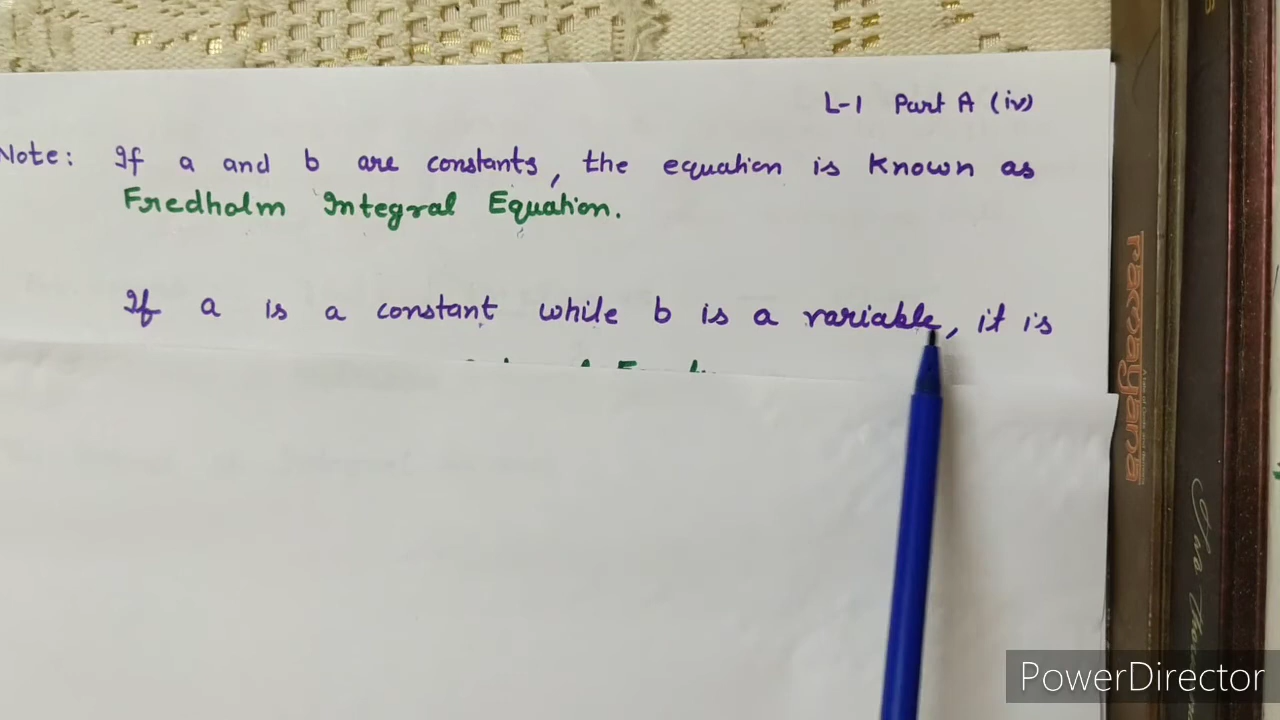 L-1 Part A (iv)
Note: If a and b are constants, the equation is known as
Fredholm Integral Equation.
If a is a constant while b is a variable, it is
racoayana
PowerDirector